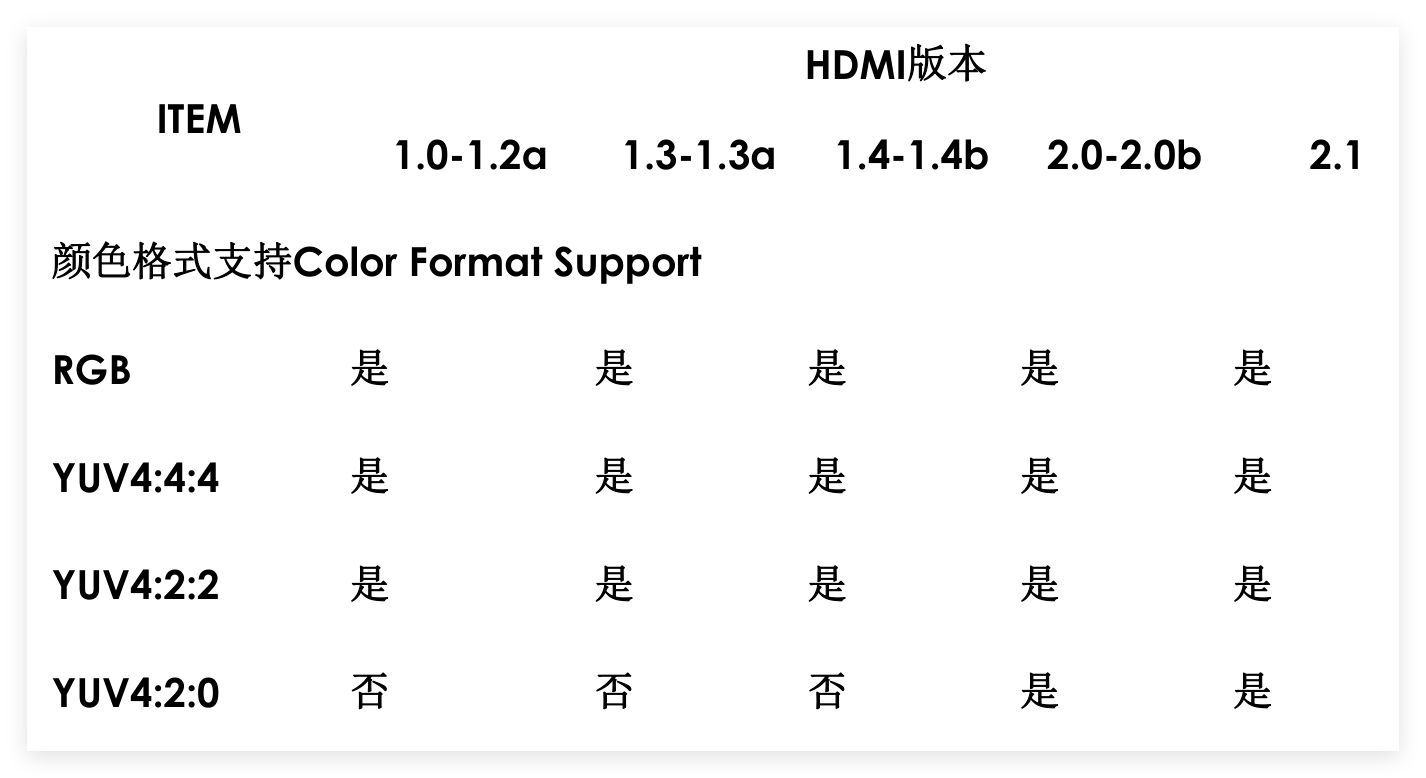 HDMI版本
ITEM
1.0-1.2a 1.3-1.3a 1.4-1.4b 2.0-2.0b 2.1
颜色格式支持Color Format Support
RGB 是 是 是 是 是
YUV4:4:4 是 是 是 是 是
YUV4:2:2 是 是 是 是 是
YUV4:2:0 否 否 否 是 是